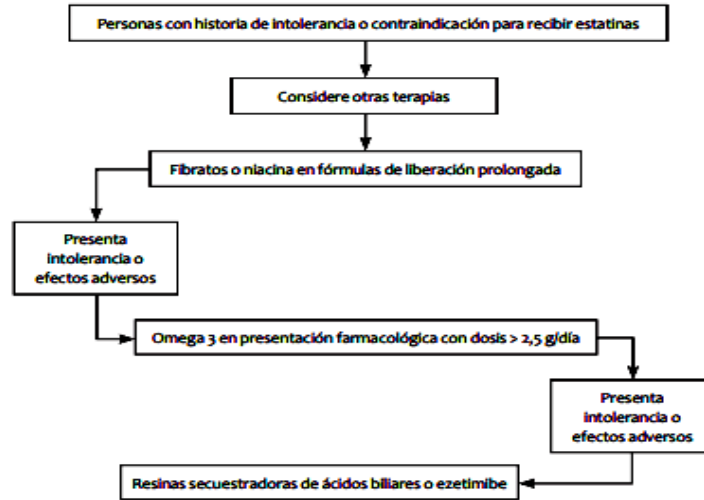 Personas con historia de intolerancia o contraindicación para recibir estatinas
Considere otras terapias
Fibratos o niacina en fórmulas de liberación prolongada
Presenta
intolerancia o
efectos adversos
Omega 3 en presentación farmacológica con dosis > 2,5 g/día
Presenta
intolerancia o
efectos adversos
Resinas secuestradoras de ácidos biliares o ezetimibe